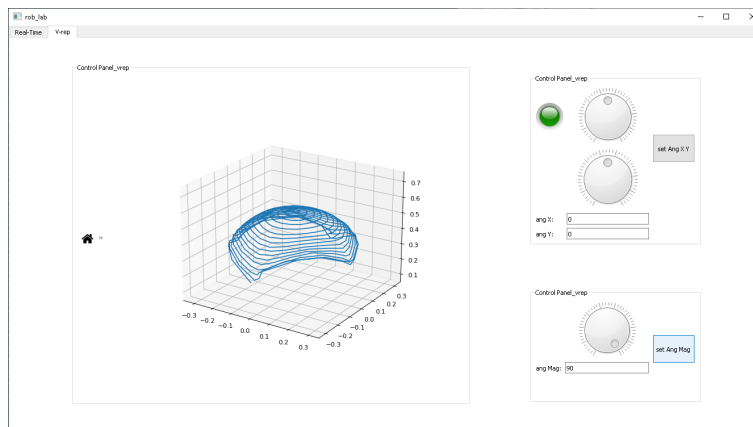 rob_lab
Real-Time V-rep
Control Panel_vrep
0.7
0.6
0.5
0.4
0.3
0.2
0.1
−0.3 −0.2 −0.1 0.0 0.1 0.2 0.3
−0.3 −0.2 −0.1 0.0 0.1 0.2 0.3
»
Control Panel_vrep
set Ang X Y
ang X: 0
ang Y: 0
Control Panel_vrep
set Ang Mag
ang Mag: 90